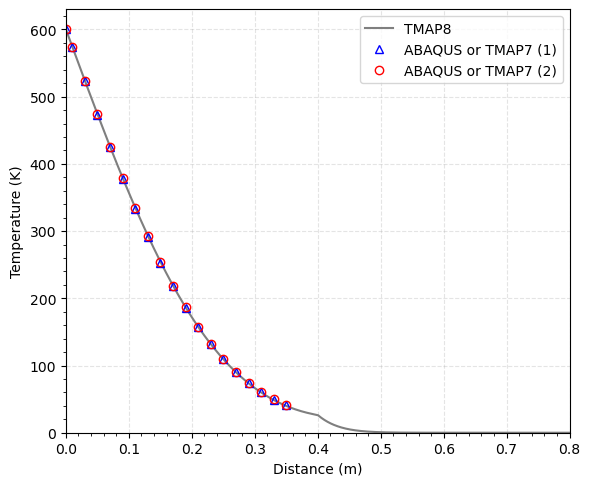 TMAP8
ABAQUS or TMAP7 (1)
ABAQUS or TMAP7 (2)
600
500
400
300
200
100
0
Temperature (K)
0.0 0.1 0.2 0.3 0.4 0.5 0.6 0.7 0.8
Distance (m)